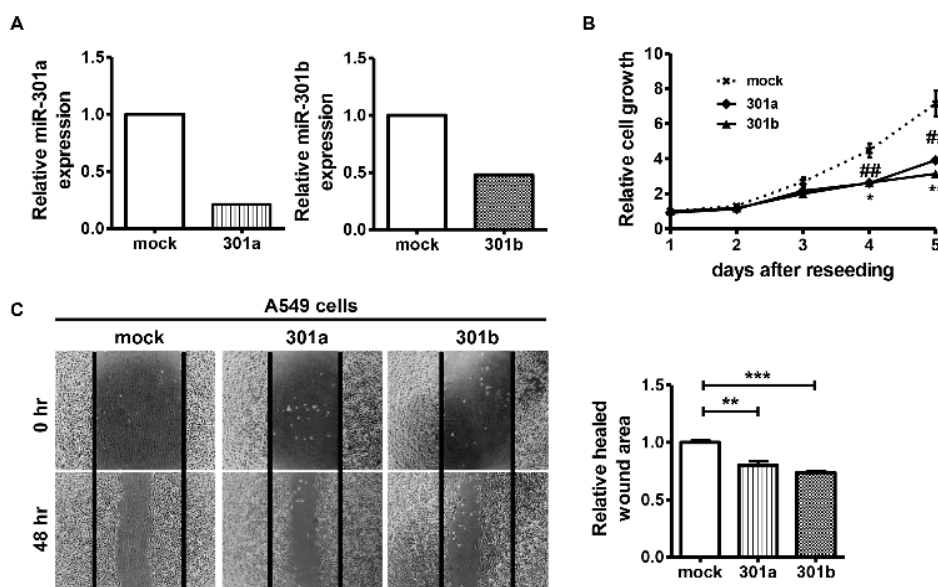 A
Relative miR-301a
expression
1.5
1.0
0.5
0.0
mock
301a
Relative miR-301b
expression
1.5
1.0
0.5
0.0
mock
301b
B
Relative cell growth
10
8
6
4
2
0
mock
301a
301b
##
*
##
**
1
2
3
4
5
days after reseeding
C
A549 cells
mock
301a
301b
0 hr
48 hr
Relative healed
wound area
1.5
1.0
0.5
0.0
***
**
mock
301a
301b